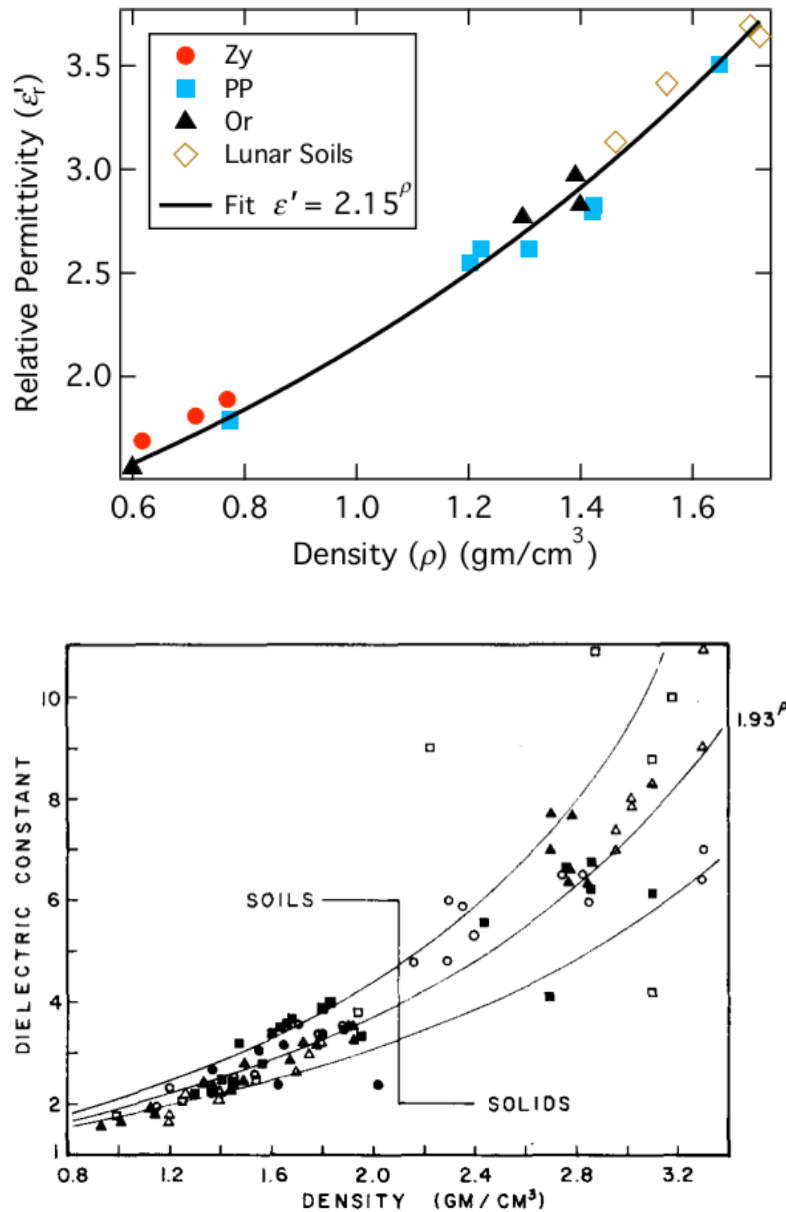 3.5
3.0
2.5
2.0
Relative Permittivity (ε'r)
Zy
PP
Or
Lunar Soils
Fit ε' = 2.15^ρ
0.6 0.8 1.0 1.2 1.4 1.6
Density (ρ) (gm/cm³)
10
8
6
4
2
1
DIELECTRIC CONSTANT
1.93^ρ
SOILS
SOLIDS
0.8 1.2 1.6 2.0 2.4 2.8 3.2
DENSITY (GM/CM³)